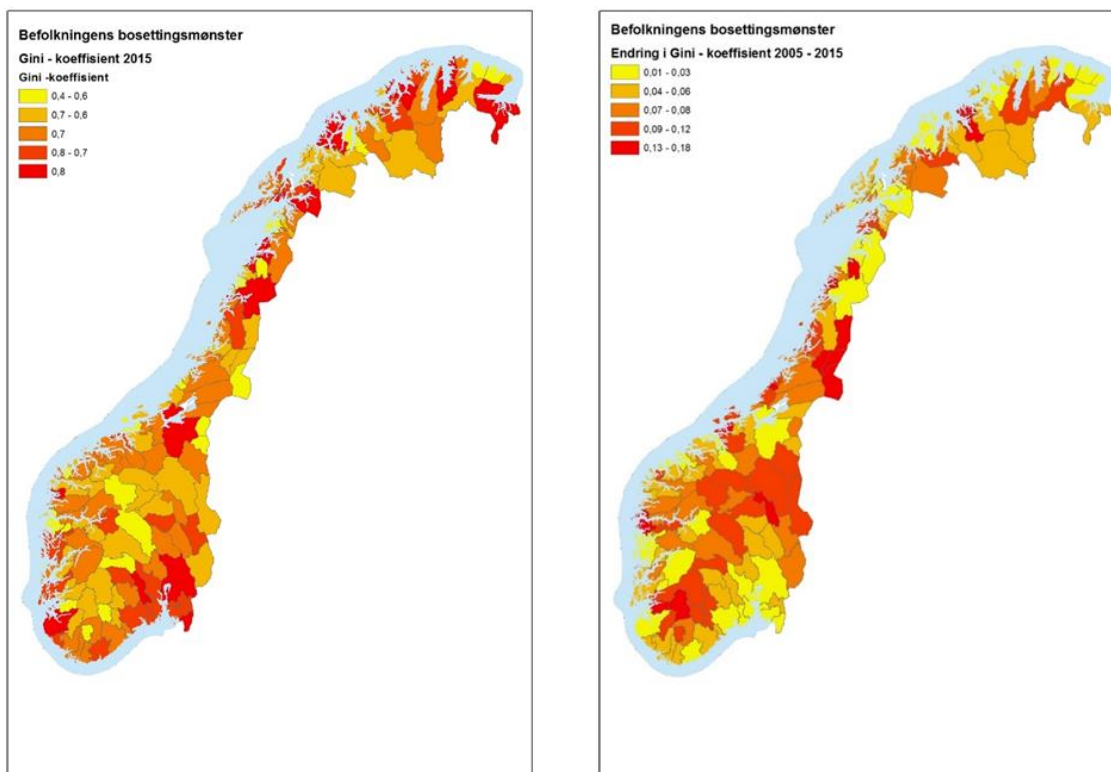 Befolkningens bosettingsmønster
Gini - koeffisient 2015
Gini -koeffisient
0,4 - 0,6
0,7 - 0,6
0,7
0,8 - 0,7
0,8
Befolkningens bosettingsmønster
Endring i Gini - koeffisient 2005 - 2015
0,01 - 0,03
0,04 - 0,06
0,07 - 0,08
0,09 - 0,12
0,13 - 0,18